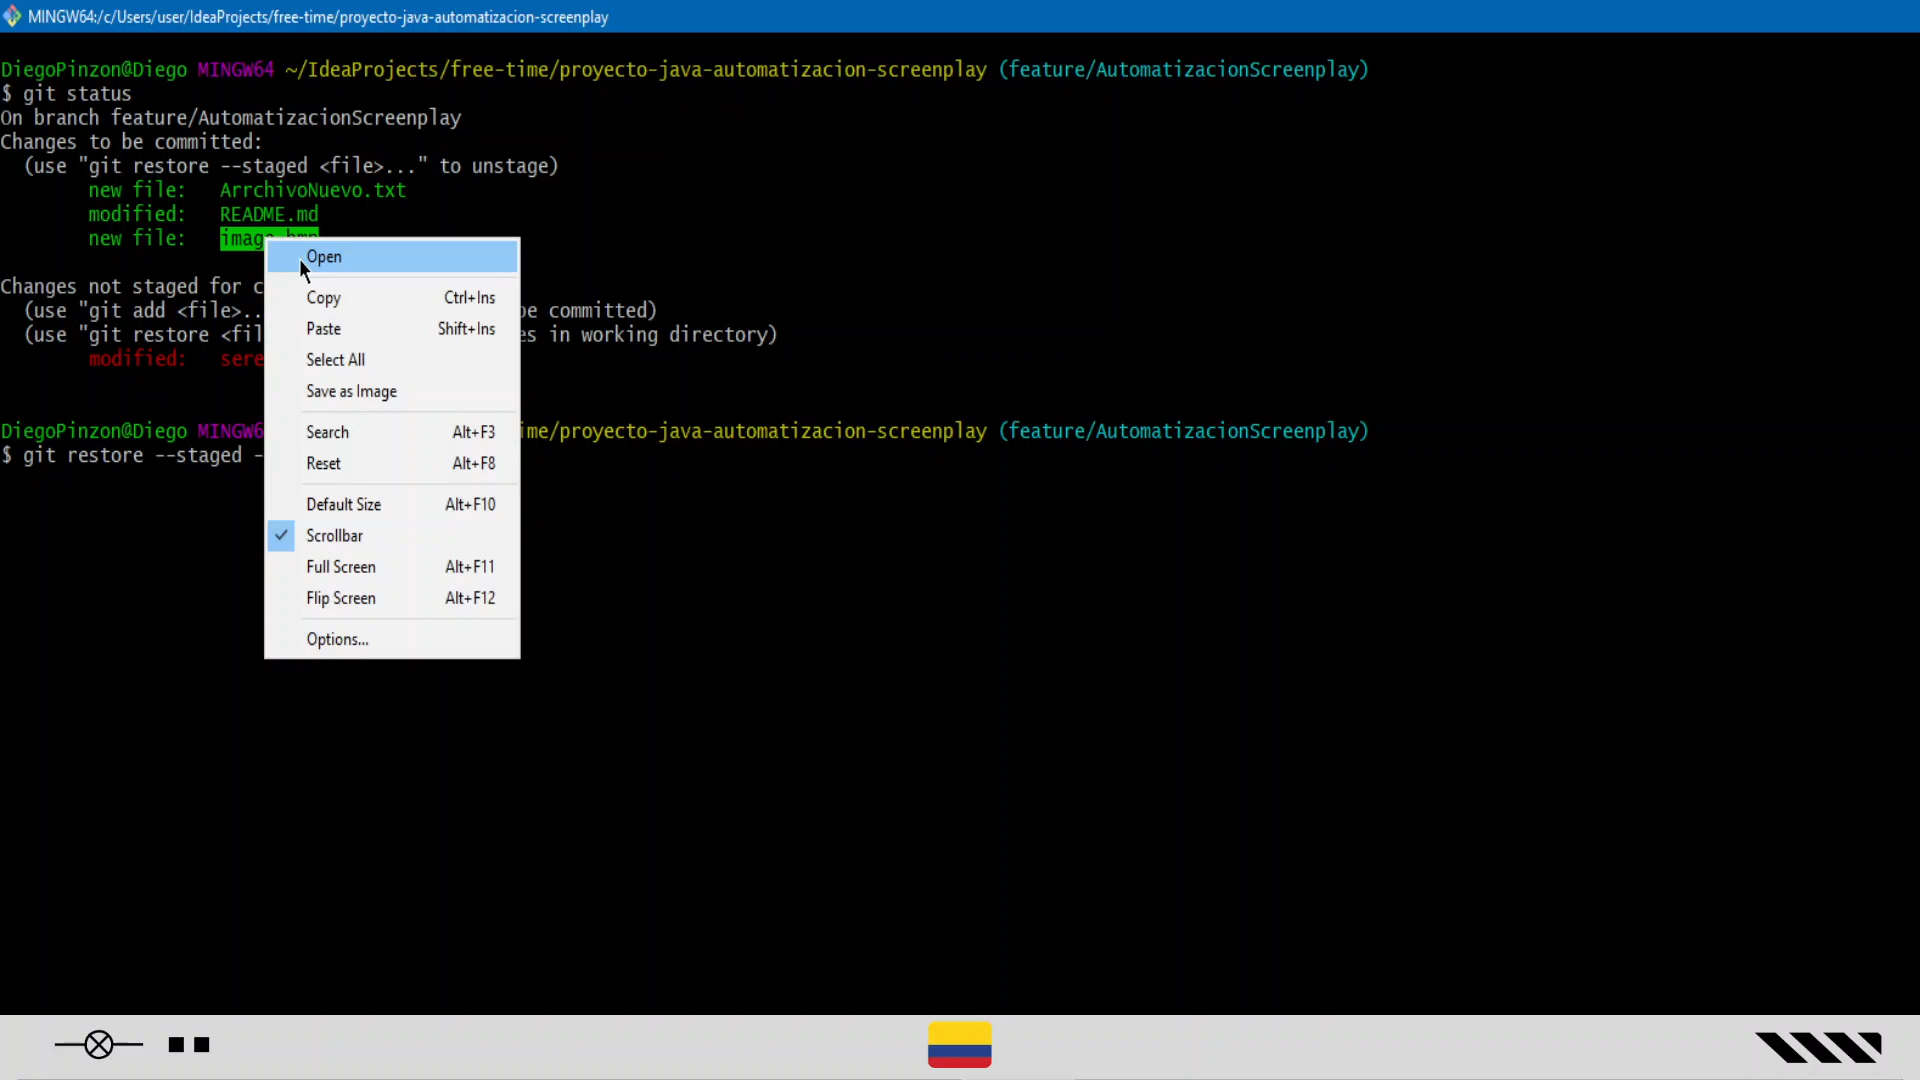 MINGW64:/c/Users/user/IdeaProjects/free-time/proyecto-java-automatizacion-screenplay
DiegoPinzon@Diego MINGW64 ~/IdeaProjects/free-time/proyecto-java-automatizacion-screenplay (feature/AutomatizacionScreenplay)
$ git status
On branch feature/AutomatizacionScreenplay
Changes to be committed:
(use "git restore --staged <file>..." to unstage)
new file: ArrchivoNuevo.txt
modified: README.md
new file: image.bmp
Open
Changes not staged for c
Copy Ctrl+Ins
(use "git add <file>.. be committed)
Paste Shift+Ins
(use "git restore <fil es in working directory)
modified: sere
Select All
Save as Image
DiegoPinzon@Diego MINGW6 ime/proyecto-java-automatizacion-screenplay (feature/AutomatizacionScreenplay)
Search Alt+F3
$ git restore --staged -
Reset Alt+F8
Default Size Alt+F10
Scrollbar
Full Screen Alt+F11
Flip Screen Alt+F12
Options...